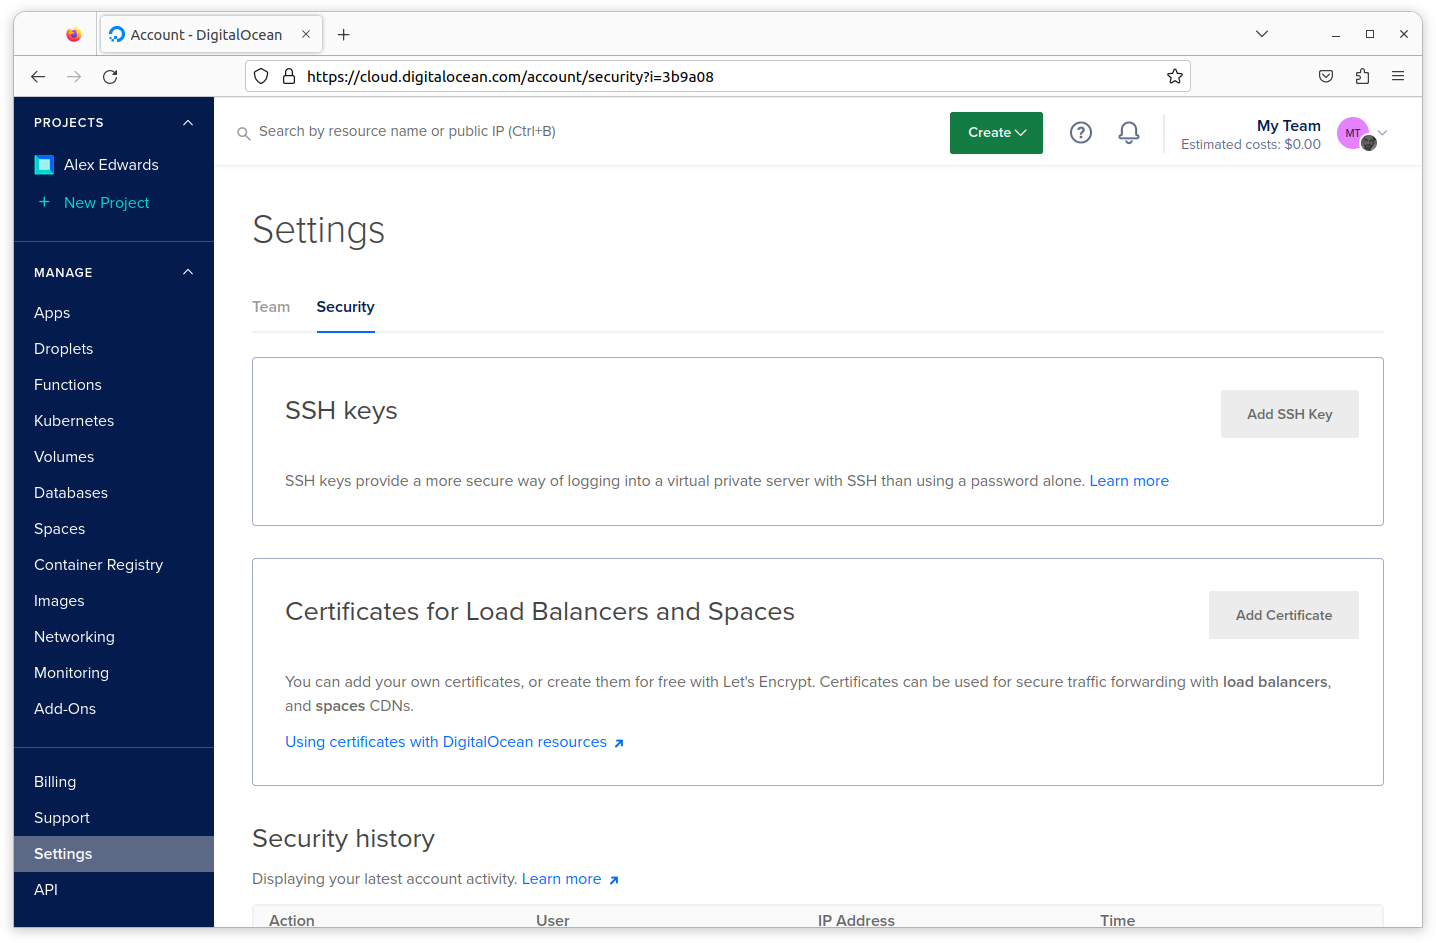 Account - DigitalOcean
https://cloud.digitalocean.com/account/security?i=3b9a08
PROJECTS
Alex Edwards
+ New Project
MANAGE
Apps
Droplets
Functions
Kubernetes
Volumes
Databases
Spaces
Container Registry
Images
Networking
Monitoring
Add-Ons
Billing
Support
Settings
API
Search by resource name or public IP (Ctrl+B)
Create
?
My Team
Estimated costs: $0.00
MT
Settings
Team Security
SSH keys
Add SSH Key
SSH keys provide a more secure way of logging into a virtual private server with SSH than using a password alone. Learn more
Certificates for Load Balancers and Spaces
Add Certificate
You can add your own certificates, or create them for free with Let's Encrypt. Certificates can be used for secure traffic forwarding with load balancers,
and spaces CDNs.
Using certificates with DigitalOcean resources
Security history
Displaying your latest account activity. Learn more
Action User IP Address Time